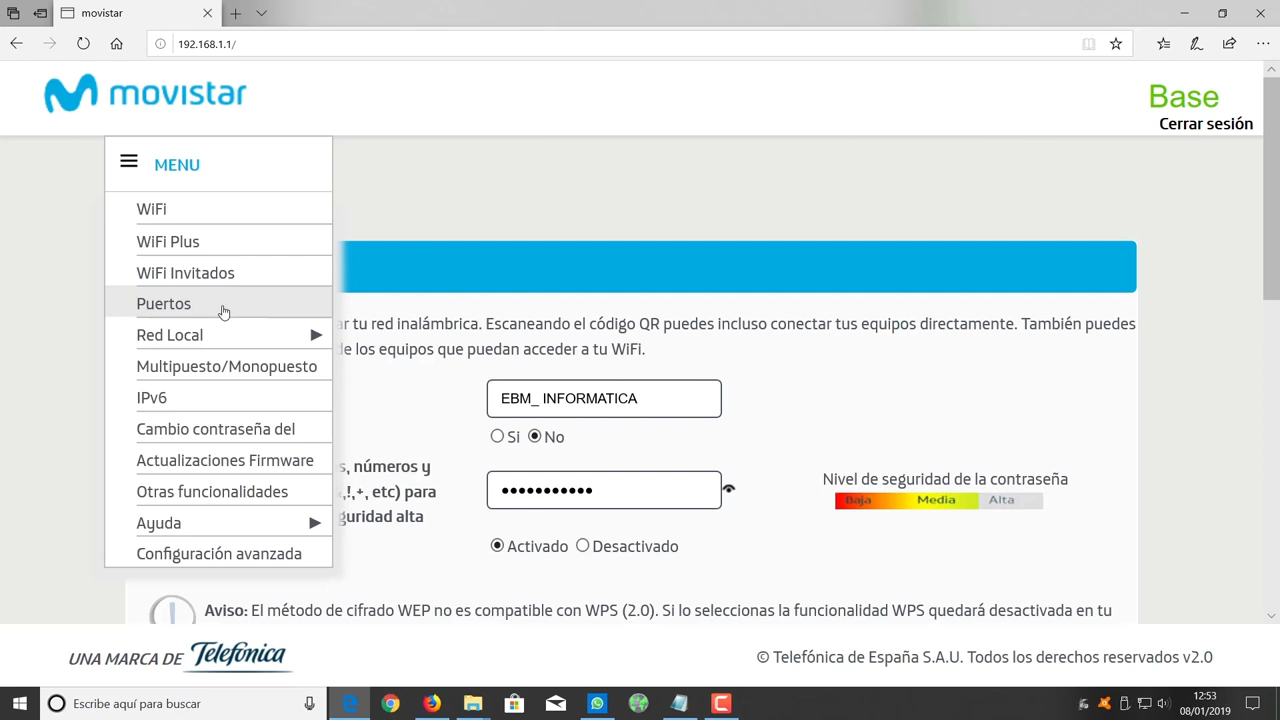 movistar
192.168.1.1/
movistar
Base
Cerrar sesión
MENU
WiFi
WiFi Plus
WiFi Invitados
Puertos
Red Local
Multipuesto/Monopuesto
IPv6
Cambio contraseña del
Actualizaciones Firmware
Otras funcionalidades
Ayuda
Configuración avanzada
ar tu red inalámbrica. Escaneando el código QR puedes incluso conectar tus equipos directamente. También puedes
de los equipos que puedan acceder a tu WiFi.
EBM_ INFORMATICA
Si No
s, números y
x,!,+, etc) para
guridad alta
•••••••••••
Nivel de seguridad de la contraseña
Baja Media Alta
Activado Desactivado
Aviso: El método de cifrado WEP no es compatible con WPS (2.0). Si lo seleccionas la funcionalidad WPS quedará desactivada en tu
UNA MARCA DE Telefónica
© Telefónica de España S.A.U. Todos los derechos reservados v2.0
Escribe aquí para buscar
12:53
08/01/2019